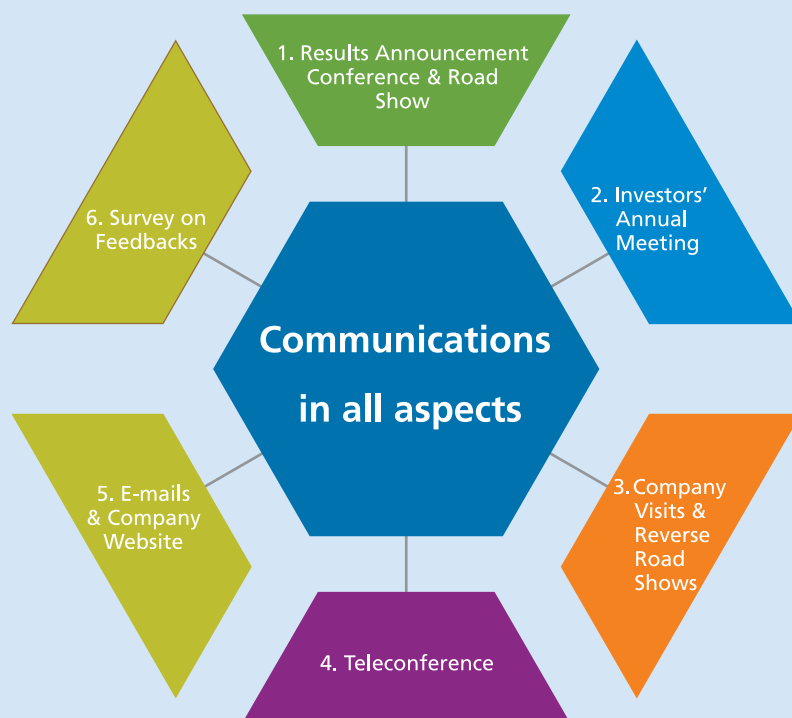 1. Results Announcement
Conference & Road
Show
2. Investors'
Annual
Meeting
3. Company
Visits &
Reverse
Road
Shows
4. Teleconference
5. E-mails
& Company
Website
6. Survey on
Feedbacks
Communications
in all aspects